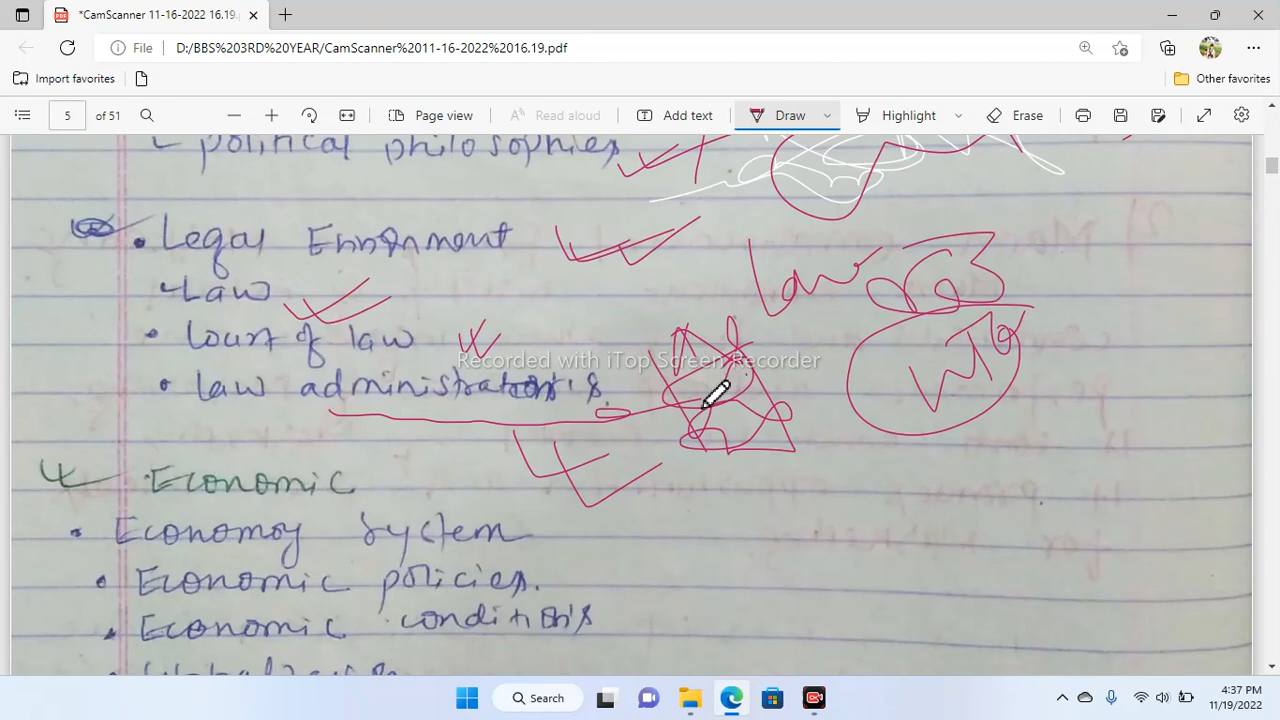 *CamScanner 11-16-2022 16.19.p
File D:/BBS%203RD%20YEAR/CamScanner%2011-16-2022%2016.19.pdf
Import favorites
Other favorites
5 of 51
Page view
Read aloud
Add text
Draw
Highlight
Erase
political philosophies
Legal Environment
Law
Law
Court of law
WTO
Recorded with iTop Screen Recorder
law administrators
Economic
Economoy system
Economic policies.
Economic conditions
Search
4:37 PM
11/19/2022